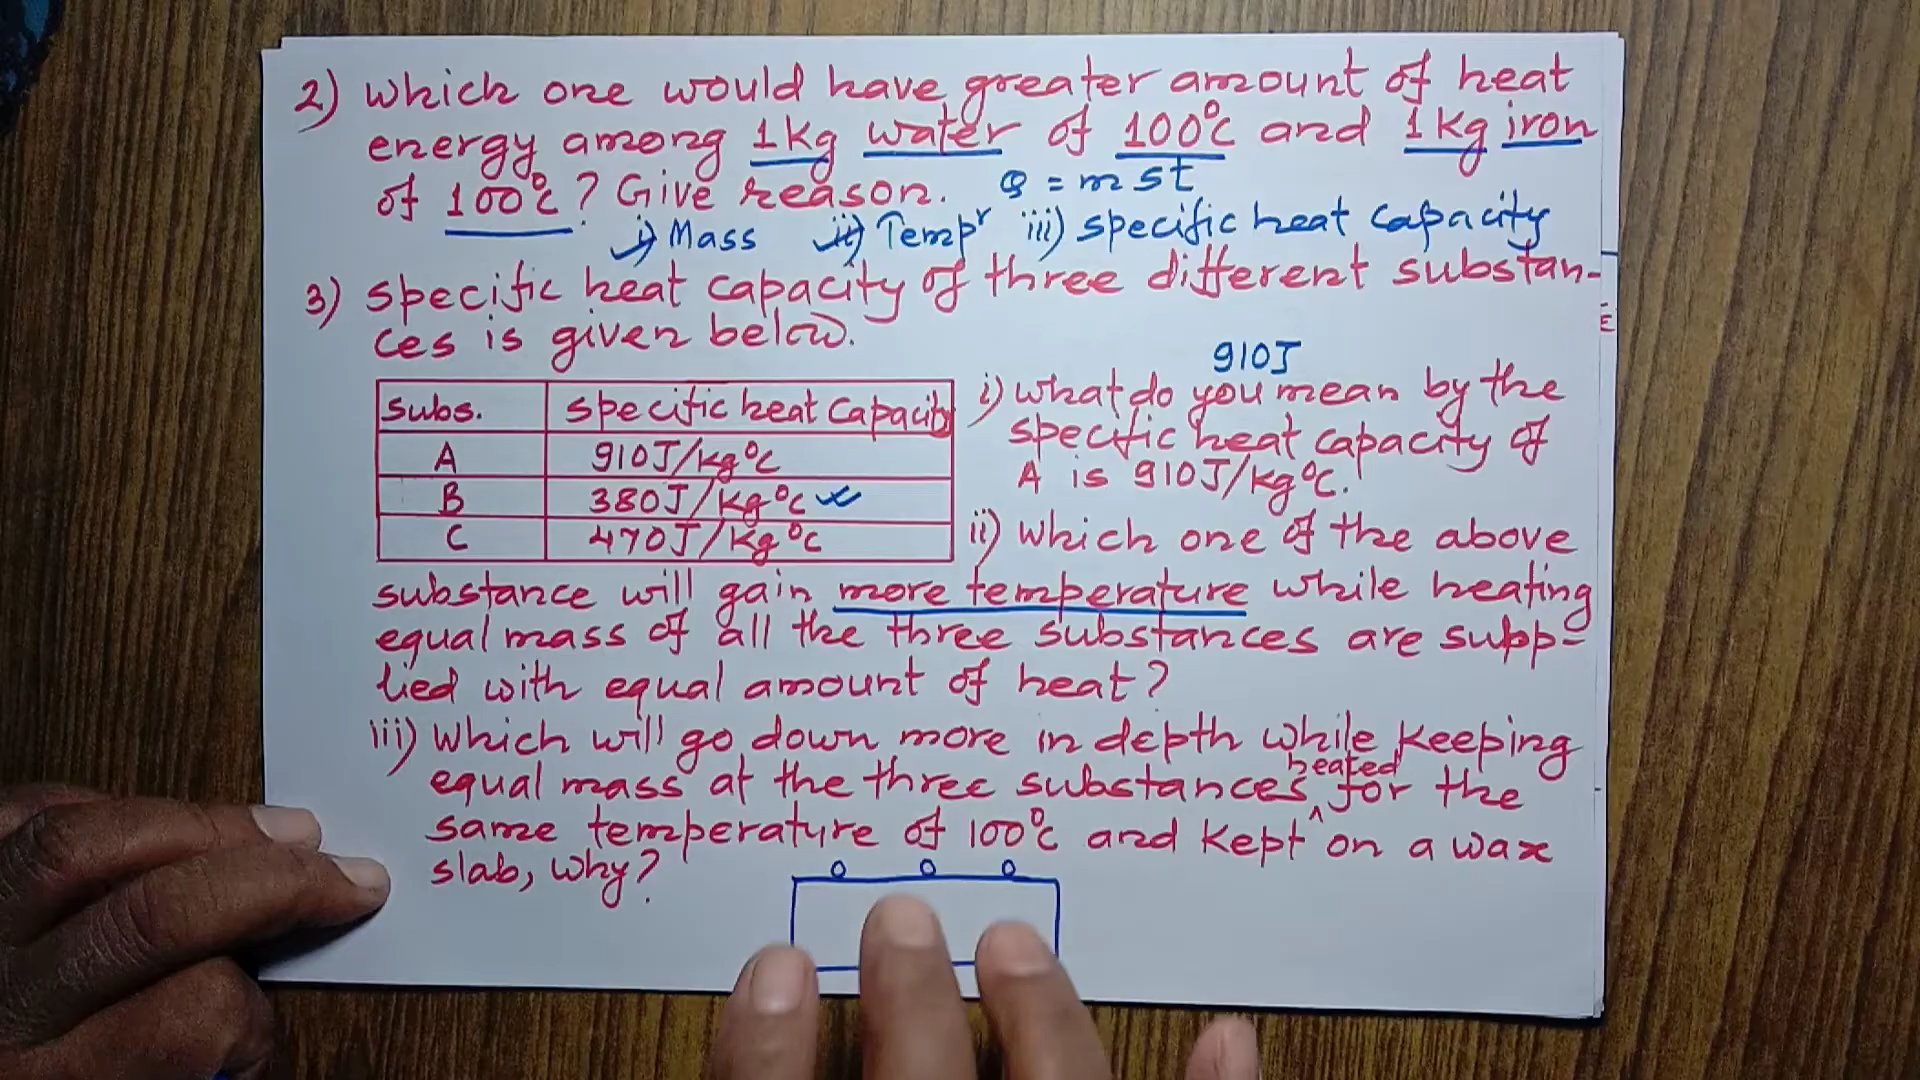 2) Which one would have greater amount of heat
energy among 1kg water of 100°C and 1kg iron
of 100°C? Give reason. Q = mst
i) Mass ii) Tempr iii) specific heat capacity
3) Specific heat capacity of three different substan-
ces is given below.
Subs. Specific heat capacity
A 910J/kg°C
B 380J/kg°C
C 470J/kg°C
910J
i) What do you mean by the
specific heat capacity of
A is 910J/kg°C.
ii) Which one of the above
substance will gain more temperature while heating
equal mass of all the three substances are supp-
lied with equal amount of heat?
iii) Which will go down more in depth while keeping
equal mass at the three substances heated for the
same temperature of 100°C and kept ^ on a wax
slab, why?
E